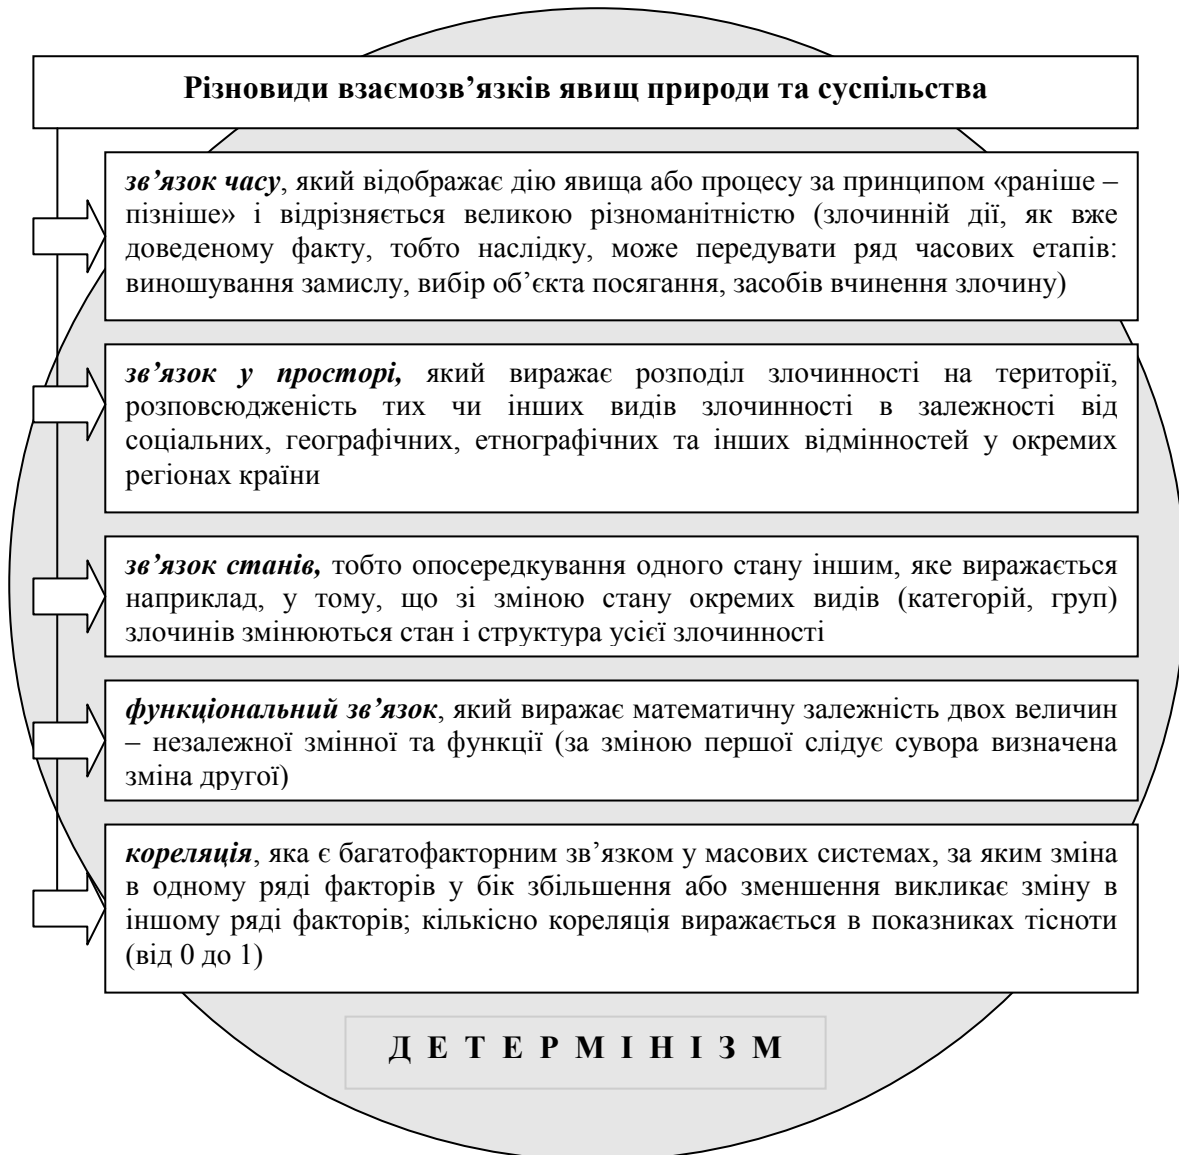 Різновиди взаємозв’язків явищ природи та суспільства
зв’язок часу, який відображає дію явища або процесу за принципом «раніше –
пізніше» і відрізняється великою різноманітністю (злочинній дії, як вже
доведеному факту, тобто наслідку, може передувати ряд часових етапів:
виношування замислу, вибір об’єкта посягання, засобів вчинення злочину)
зв’язок у просторі, який виражає розподіл злочинності на території,
розповсюдженість тих чи інших видів злочинності в залежності від
соціальних, географічних, етнографічних та інших відмінностей у окремих
регіонах країни
зв’язок станів, тобто опосередкування одного стану іншим, яке виражається
наприклад, у тому, що зі зміною стану окремих видів (категорій, груп)
злочинів змінюються стан і структура усієї злочинності
функціональний зв’язок, який виражає математичну залежність двох величин
– незалежної змінної та функції (за зміною першої слідує сувора визначена
зміна другої)
кореляція, яка є багатофакторним зв’язком у масових системах, за яким зміна
в одному ряді факторів у бік збільшення або зменшення викликає зміну в
іншому ряді факторів; кількісно кореляція виражається в показниках тісноти
(від 0 до 1)
Д Е Т Е Р М І Н І З М